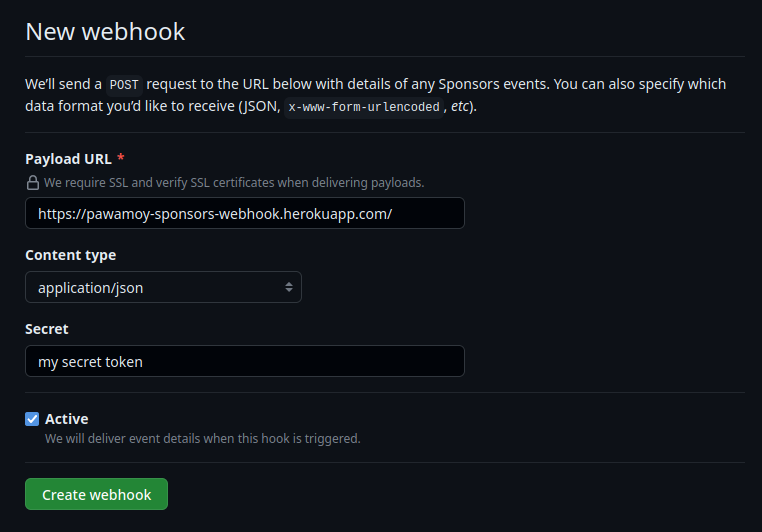 New webhook
We’ll send a POST request to the URL below with details of any Sponsors events. You can also specify which
data format you’d like to receive (JSON, x-www-form-urlencoded, etc).
Payload URL *
We require SSL and verify SSL certificates when delivering payloads.
https://pawamoy-sponsors-webhook.herokuapp.com/
Content type
application/json
Secret
my secret token
Active
We will deliver event details when this hook is triggered.
Create webhook